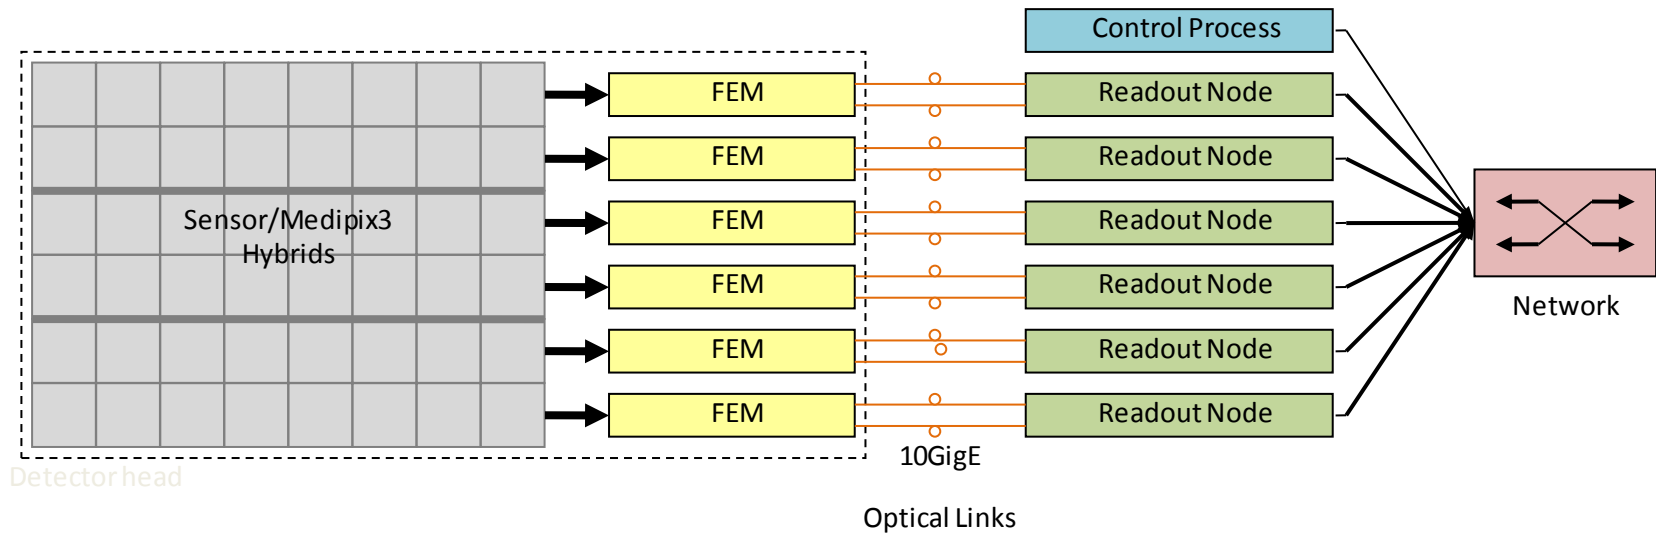 Control Process
FEM
Readout Node
FEM
Readout Node
Sensor/Medipix3
Hybrids
FEM
Readout Node
FEM
Readout Node
Network
FEM
Readout Node
FEM
Readout Node
10GigE
Detector head
Optical Links